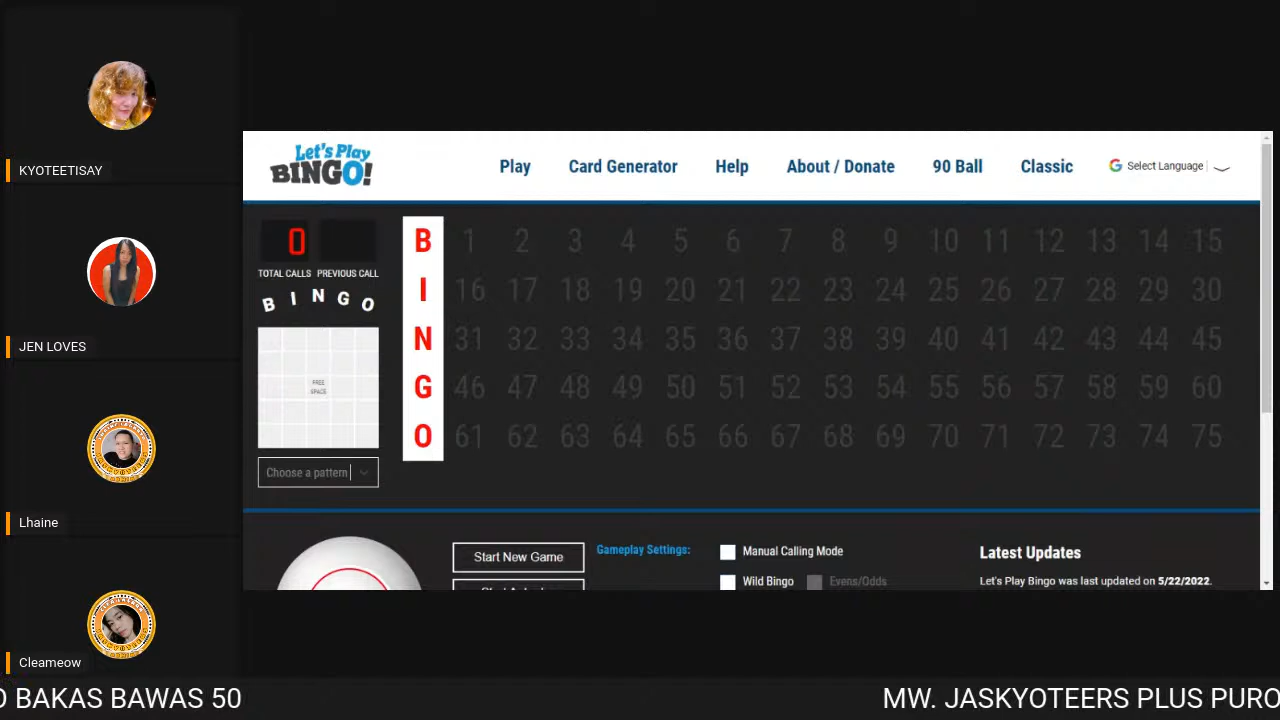 KYOTEETISAY
JEN LOVES
Lhaine
Cleameow
Let's Play
BINGO!
Play Card Generator Help About / Donate 90 Ball Classic Select Language
0
TOTAL CALLS PREVIOUS CALL
B I N G O
FREE
SPACE
Choose a pattern
B 1 2 3 4 5 6 7 8 9 10 11 12 13 14 15
I 16 17 18 19 20 21 22 23 24 25 26 27 28 29 30
N 31 32 33 34 35 36 37 38 39 40 41 42 43 44 45
G 46 47 48 49 50 51 52 53 54 55 56 57 58 59 60
O 61 62 63 64 65 66 67 68 69 70 71 72 73 74 75
Start New Game
Gameplay Settings:
Manual Calling Mode
Wild Bingo Evens/Odds
Latest Updates
Let's Play Bingo was last updated on 5/22/2022.
BAKAS BAWAS 50
MW. JASKYOTEERS PLUS PURO